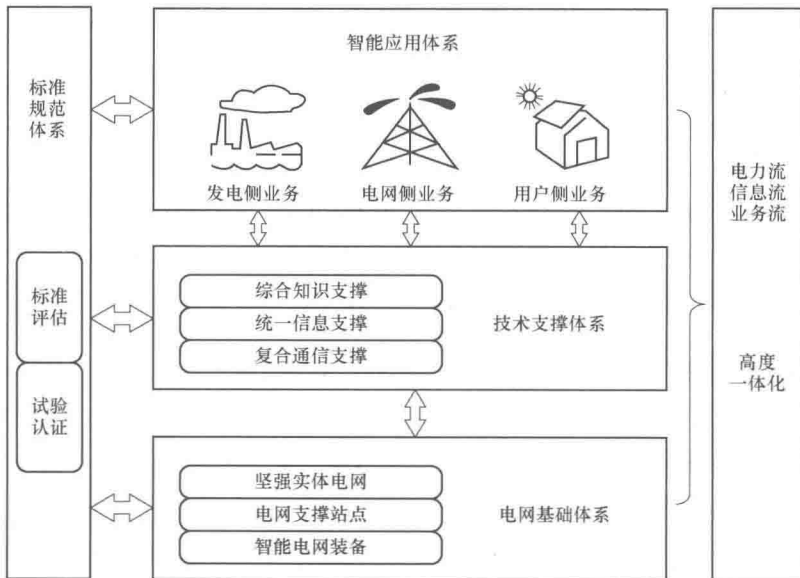 标准
规范
体系
标准
评估
试验
认证
智能应用体系
发电侧业务
电网侧业务
用户侧业务
综合知识支撑
统一信息支撑
复合通信支撑
技术支撑体系
坚强实体电网
电网支撑站点
智能电网装备
电网基础体系
电力流
信息流
业务流
高度
一体化